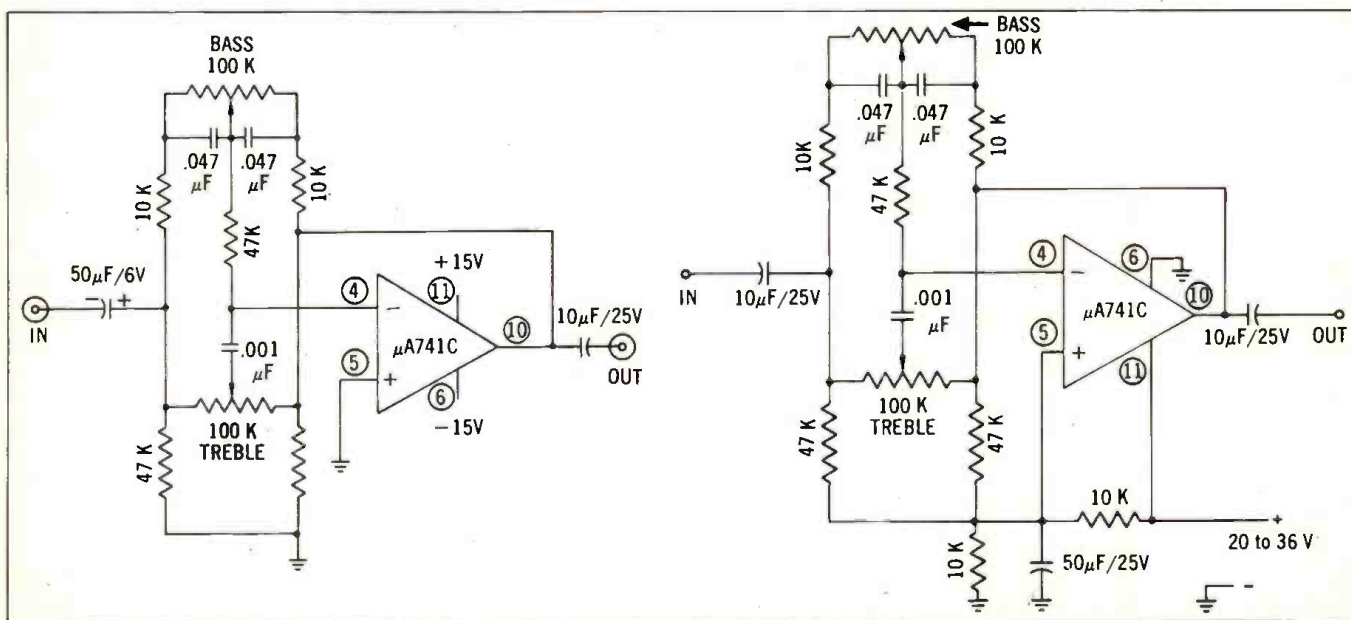 BASS
100 K
.047
µF
.047
µF
10 K
10 K
47K
50µF/6V
- +
IN
+15V
④
⑪
-
µA741C
⑩
10µF/25V
OUT
⑤
+
⑥
-15V
.001
µF
100 K
TREBLE
47 K
BASS
100 K
.047
µF
.047
µF
10K
10 K
47 K
IN
10µF/25V
④
⑥
-
µA741C
⑩
10µF/25V
OUT
⑤
+
⑪
.001
µF
100 K
TREBLE
47 K
47 K
10 K
+
20 to 36 V
10 K
50µF/25V
-